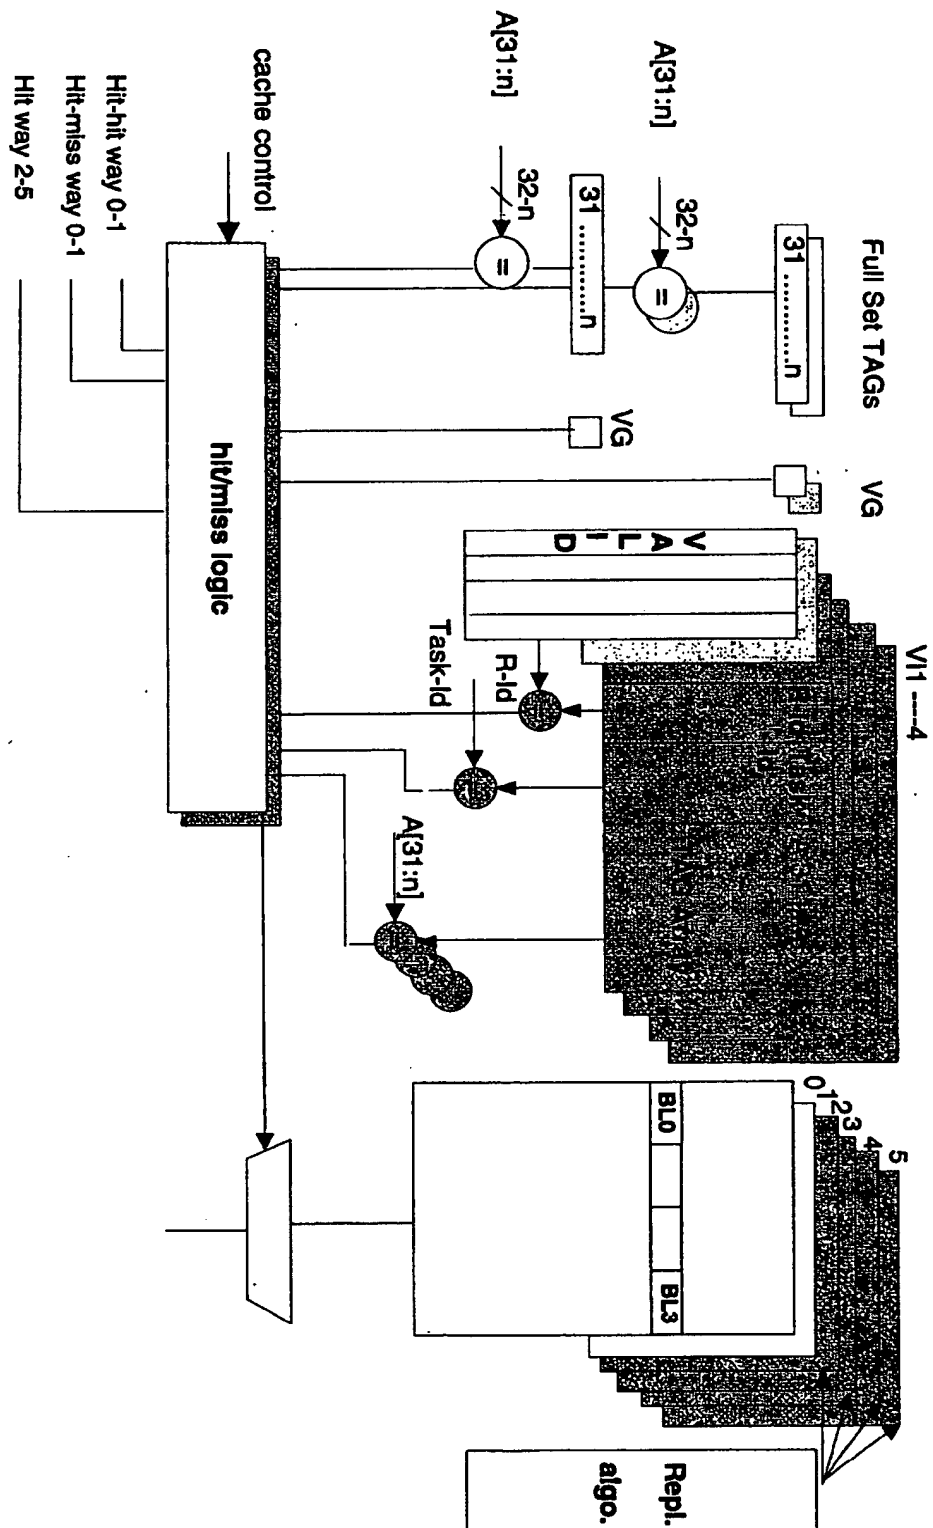 Full Set TAGs
VG
VI1 ----4
31 ............n
A[31:n]
32-n
=
31 ............n
VG
A[31:n]
32-n
=
VALID
R-Id
Task-Id
A[31:n]
Id
0
1
2
3
4
5
BL0
BL3
Repl.
algo.
cache control
hit/miss logic
Hit-hit way 0-1
Hit-miss way 0-1
Hit way 2-5